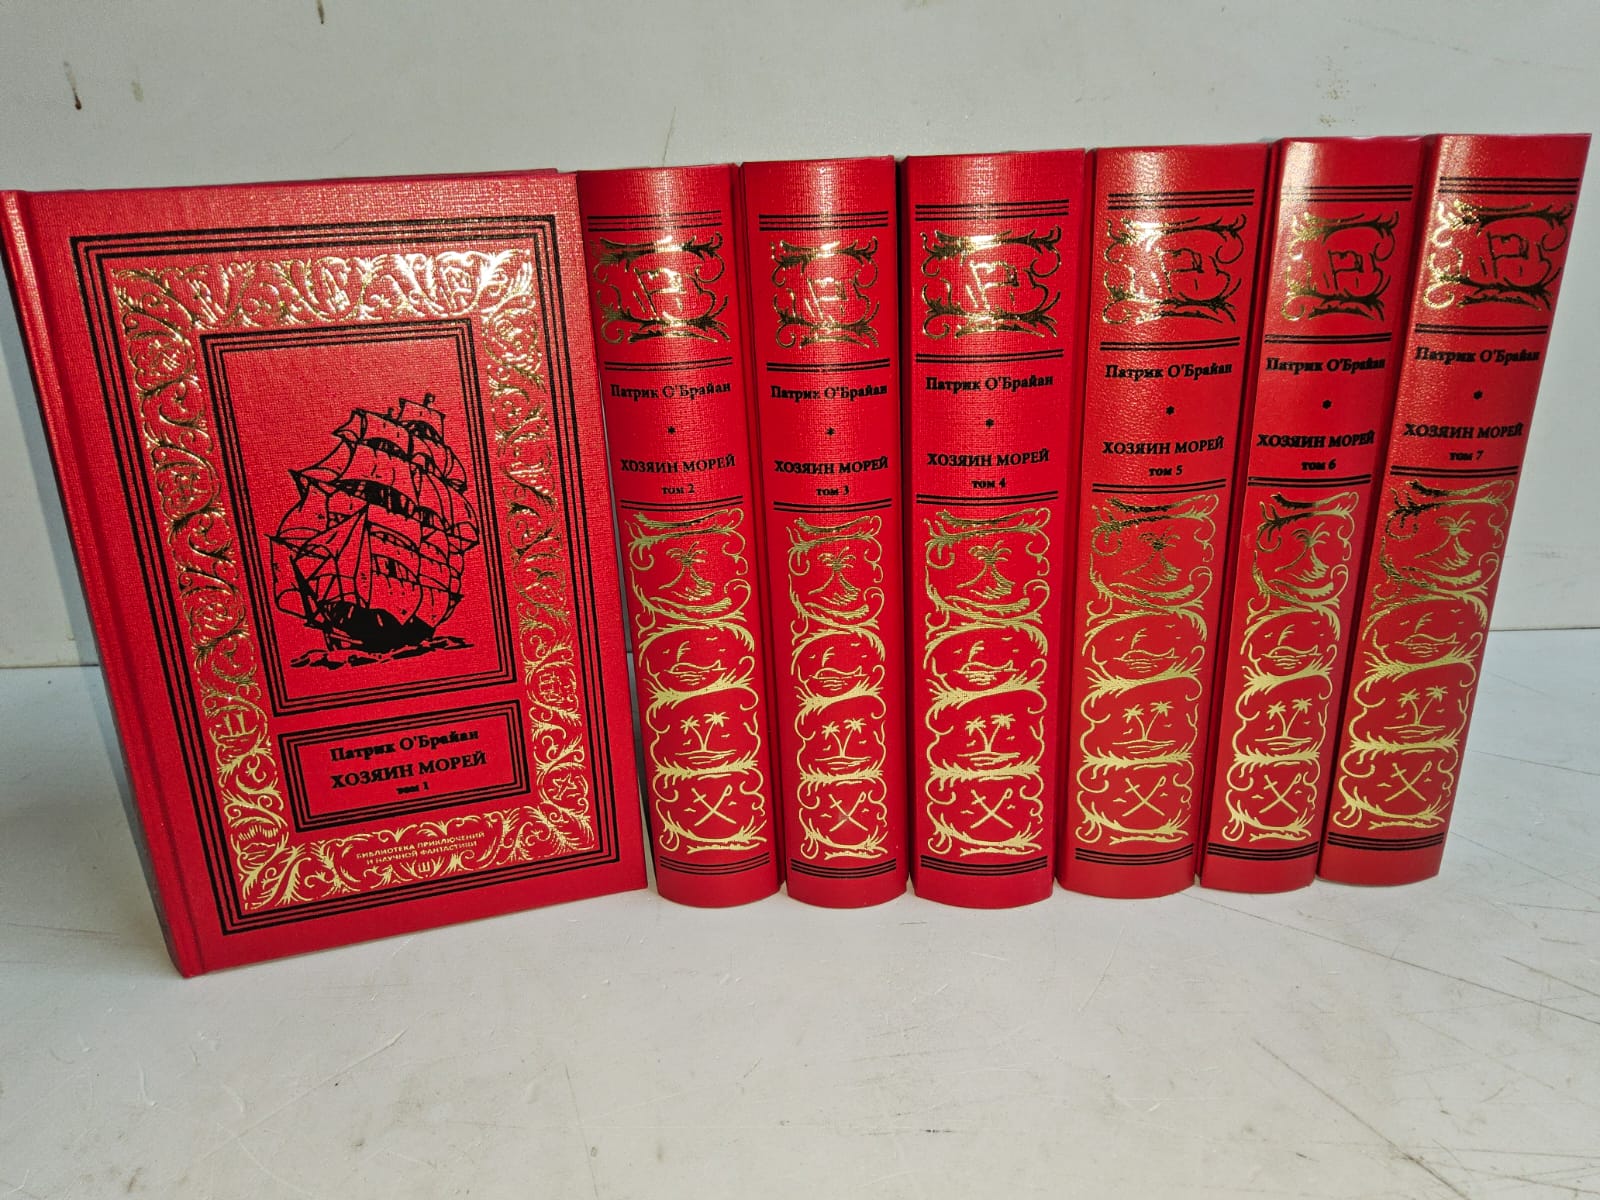 Патрик О'Брайан
ХОЗЯИН МОРЕЙ
том 1
БИБЛИОТЕКА ПРИКЛЮЧЕНИЙ
И НАУЧНОЙ ФАНТАСТИКИ
Патрик О'Брайан
*
ХОЗЯИН МОРЕЙ
том 2
Патрик О'Брайан
*
ХОЗЯИН МОРЕЙ
том 3
Патрик О'Брайан
*
ХОЗЯИН МОРЕЙ
том 4
Патрик О'Брайан
*
ХОЗЯИН МОРЕЙ
том 5
Патрик О'Брайан
*
ХОЗЯИН МОРЕЙ
том 6
Патрик О'Брайан
*
ХОЗЯИН МОРЕЙ
том 7